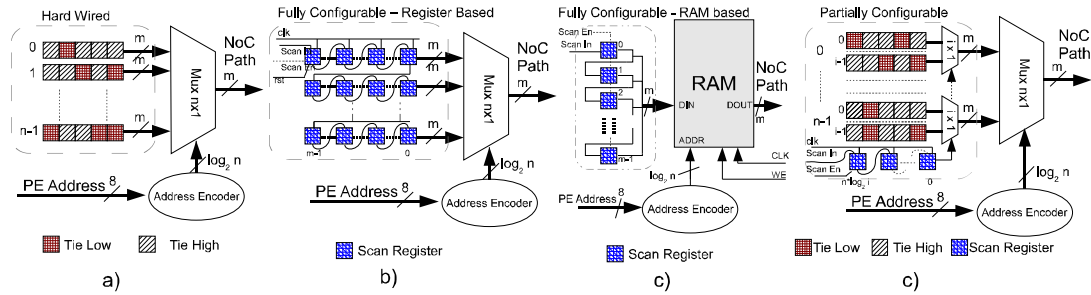 Hard Wired
0
1
n-1
m
m
m
Mux nx1
NoC
Path
m
log2 n
PE Address 8
Address Encoder
Tie Low
Tie High
a)
Fully Configurable – Register Based
clk
Scan In
Scan En
rst
m
m
m
m-1
0
Mux nx1
NoC
Path
m
log2 n
PE Address 8
Address Encoder
Scan Register
b)
Fully Configurable - RAM based
Scan En
Scan In
0
1
2
m-1
m
RAM
DIN
DOUT
ADDR
NoC
Path
m
CLK
WE
log2 n
PE Address 8
Address Encoder
Scan Register
c)
Partially Configurable
0
0
i-1
m
m
i x 1
n-1
0
i-1
m
m
i x 1
clk
Scan In
Scan En
n*log2 i
0
Mux nx1
NoC
Path
m
log2 n
PE Address 8
Address Encoder
Tie Low
Tie High
Scan Register
c)